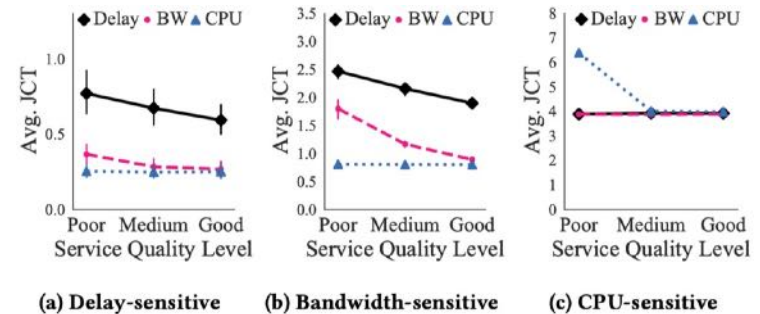 Delay BW CPU
Avg. JCT
1.0
0.5
0.0
Poor Medium Good
Service Quality Level
(a) Delay-sensitive
Delay BW CPU
Avg. JCT
3.5
3.0
2.5
2.0
1.5
1.0
0.5
0.0
Poor Medium Good
Service Quality Level
(b) Bandwidth-sensitive
Delay BW CPU
Avg. JCT
8
7
6
5
4
3
2
1
0
Poor Medium Good
Service Quality Level
(c) CPU-sensitive